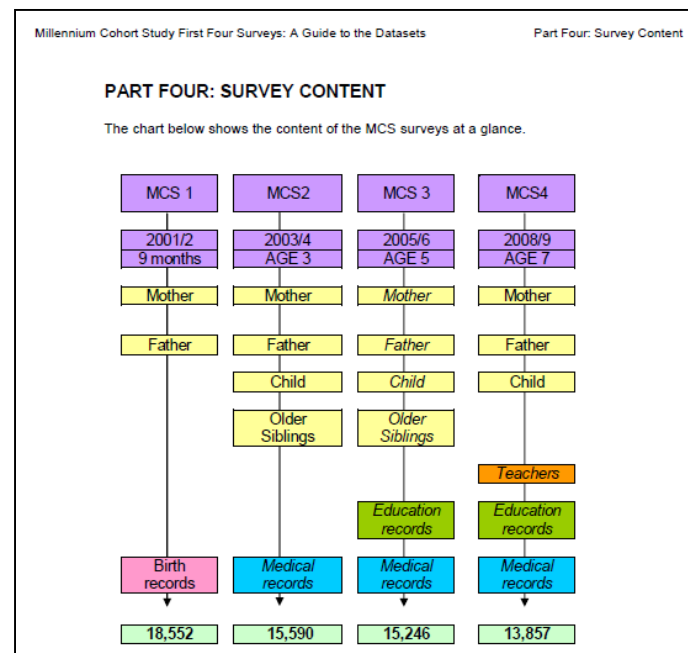 Millennium Cohort Study First Four Surveys: A Guide to the Datasets Part Four: Survey Content
PART FOUR: SURVEY CONTENT
The chart below shows the content of the MCS surveys at a glance.
MCS 1 MCS2 MCS 3 MCS4
2001/2 2003/4 2005/6 2008/9
9 months AGE 3 AGE 5 AGE 7
Mother Mother Mother Mother
Father Father Father Father
Child Child Child
Older Older
Siblings Siblings
Teachers
Education Education
records records
Birth Medical Medical Medical
records records records records
18,552 15,590 15,246 13,857